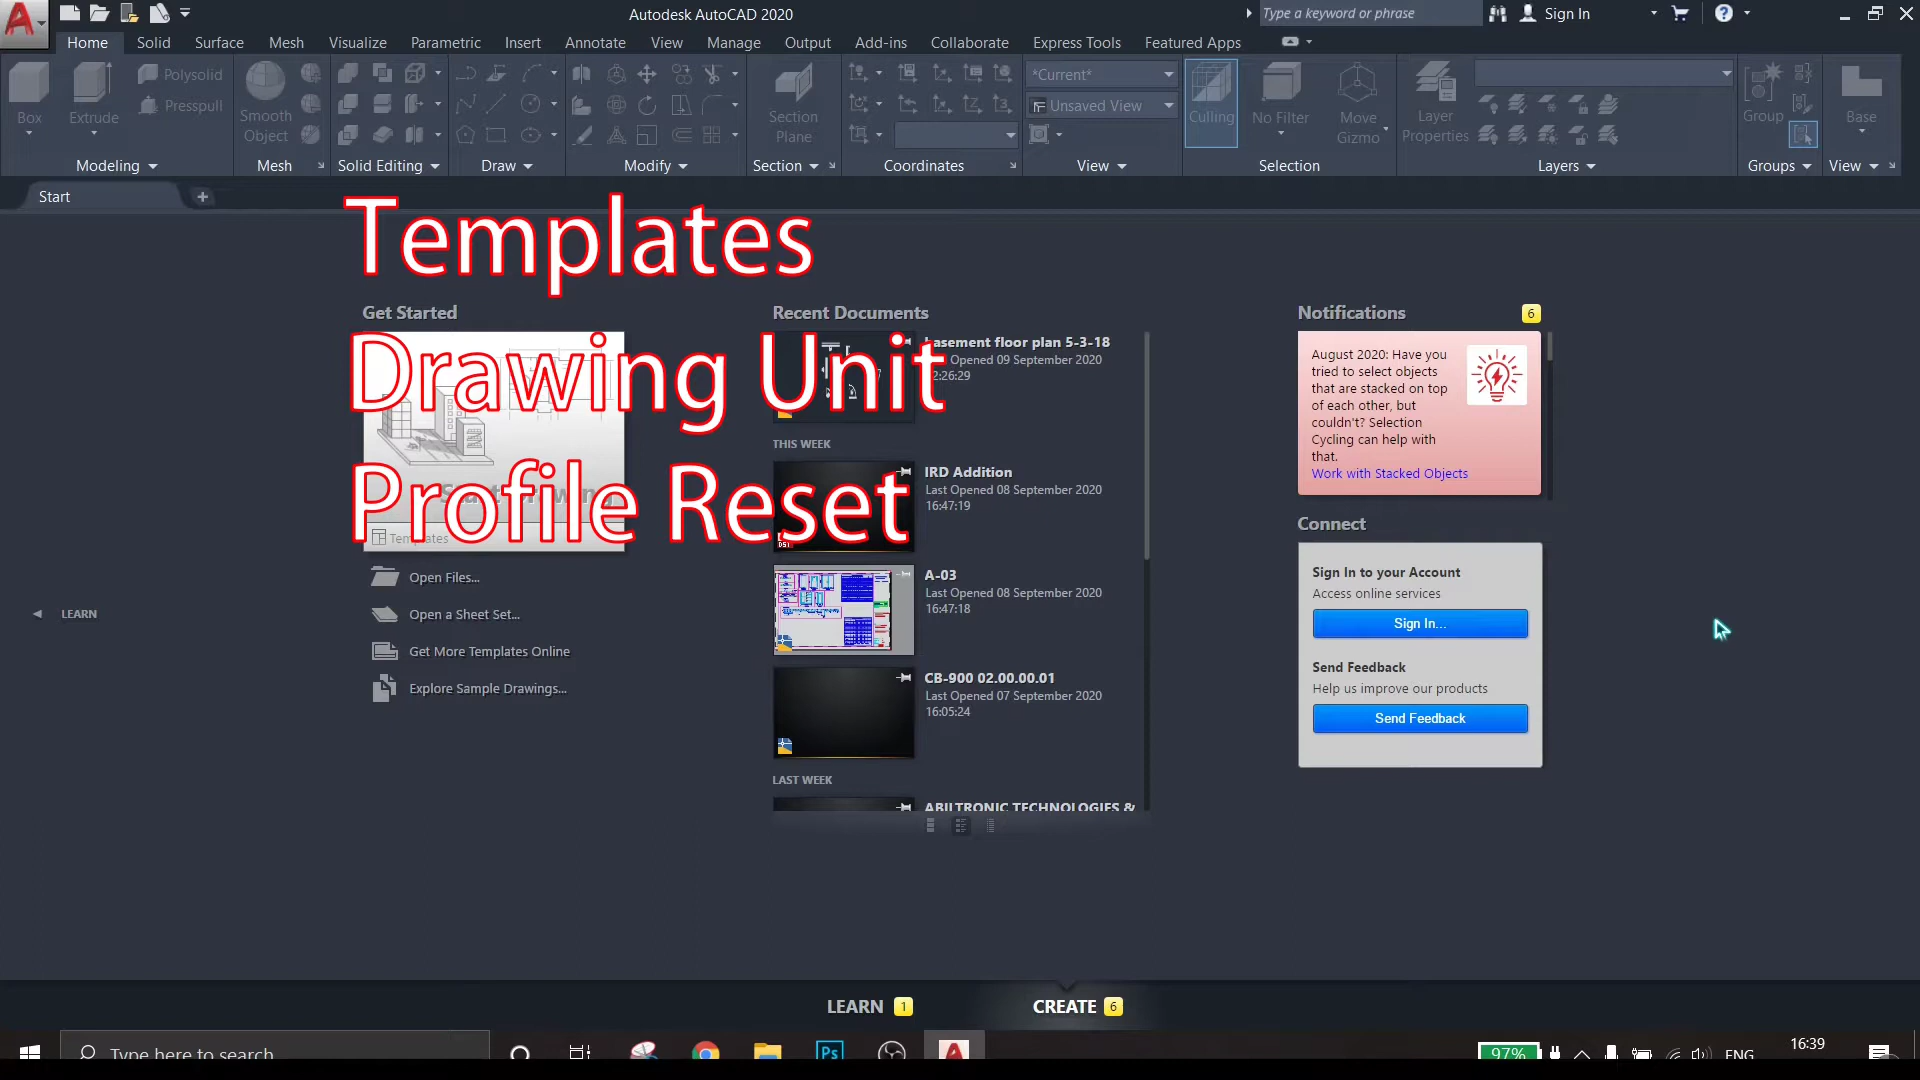 Autodesk AutoCAD 2020
Type a keyword or phrase
Sign In
Home Solid Surface Mesh Visualize Parametric Insert Annotate View Manage Output Add-ins Collaborate Express Tools Featured Apps
Box
Extrude
Polysolid
Presspull
Smooth Object
Section Plane
*Current*
Unsaved View
Culling
No Filter
Move Gizmo
Layer Properties
Group
Base
Modeling Mesh Solid Editing Draw Modify Section Coordinates View Selection Layers Groups View
Start
Templates
Drawing Unit
Profile Reset
Get Started
Templates
Open Files...
Open a Sheet Set...
Get More Templates Online
Explore Sample Drawings...
LEARN
Recent Documents
basement floor plan 5-3-18
Opened 09 September 2020
2:26:29
THIS WEEK
IRD Addition
Last Opened 08 September 2020
16:47:19
A-03
Last Opened 08 September 2020
16:47:18
CB-900 02.00.00.01
Last Opened 07 September 2020
16:05:24
LAST WEEK
ABILTRONIC TECHNOLOGIES &
Notifications 6
August 2020: Have you
tried to select objects
that are stacked on top
of each other, but
couldn't? Selection
Cycling can help with
that.
Work with Stacked Objects
Connect
Sign In to your Account
Access online services
Sign In...
Send Feedback
Help us improve our products
Send Feedback
LEARN 1
CREATE 6
Type here to search
Ps
97%
ENG
16:39